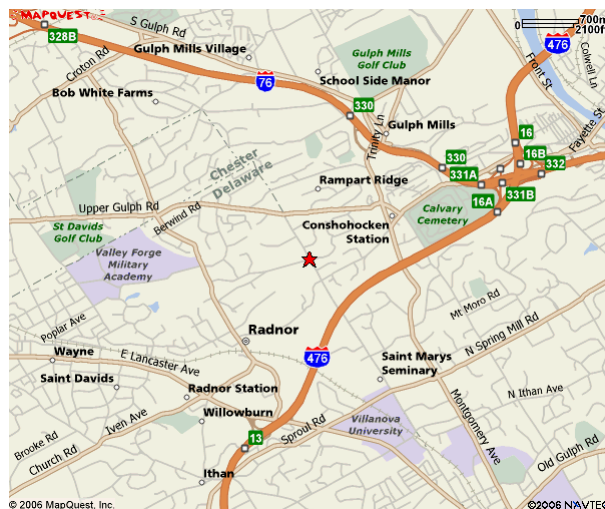 MAPQUEST
700m
2100ft
0
328B
S Gulph Rd
Gulph Mills Village
Gulph Mills
Golf Club
476
Colwell Ln
Croton Rd
76
School Side Manor
Front St
Bob White Farms
330
Trinity Ln
Gulph Mills
Fayette St
16
16B
332
330
331A
Chester
Delaware
Rampart Ridge
16A
331B
Upper Gulph Rd
Berwind Rd
Conshohocken
Station
Calvary
Cemetery
St Davids
Golf Club
Valley Forge
Military
Academy
Mt Moro Rd
Poplar Ave
Radnor
N Spring Mill Rd
Wayne
E Lancaster Ave
476
Saint Marys
Seminary
Saint Davids
Radnor Station
N Ithan Ave
Iven Ave
Willowburn
Villanova
University
Montgomery Ave
Brooke Rd
Church Rd
13
Sproul Rd
Old Gulph Rd
Ithan
© 2006 MapQuest, Inc.
©2006 NAVTEQ